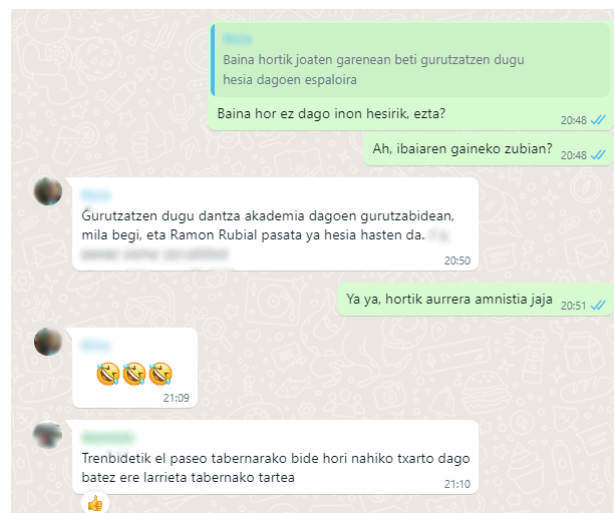 Baina hortik joaten garenean beti gurutzatzen dugu
hesia dagoen espaloira
Baina hor ez dago inon hesirik, ezta?
20:48
Ah, ibaiaren gaineko zubian?
20:48
Gurutzatzen dugu dantza akademia dagoen gurutzabidean,
mila begi, eta Ramon Rubial pasata ya hesia hasten da.
20:50
Ya ya, hortik aurrera amnistia jaja
20:51
21:09
Trenbidetik el paseo tabernarako bide hori nahiko txarto dago
batez ere larrieta tabernako tartea
21:10